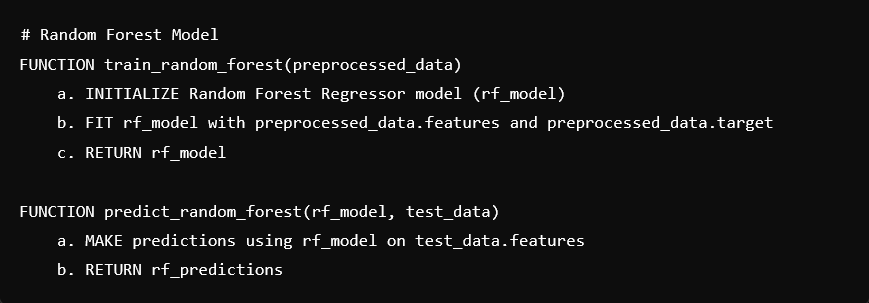 # Random Forest Model
FUNCTION train_random_forest(preprocessed_data)
a. INITIALIZE Random Forest Regressor model (rf_model)
b. FIT rf_model with preprocessed_data.features and preprocessed_data.target
c. RETURN rf_model
FUNCTION predict_random_forest(rf_model, test_data)
a. MAKE predictions using rf_model on test_data.features
b. RETURN rf_predictions